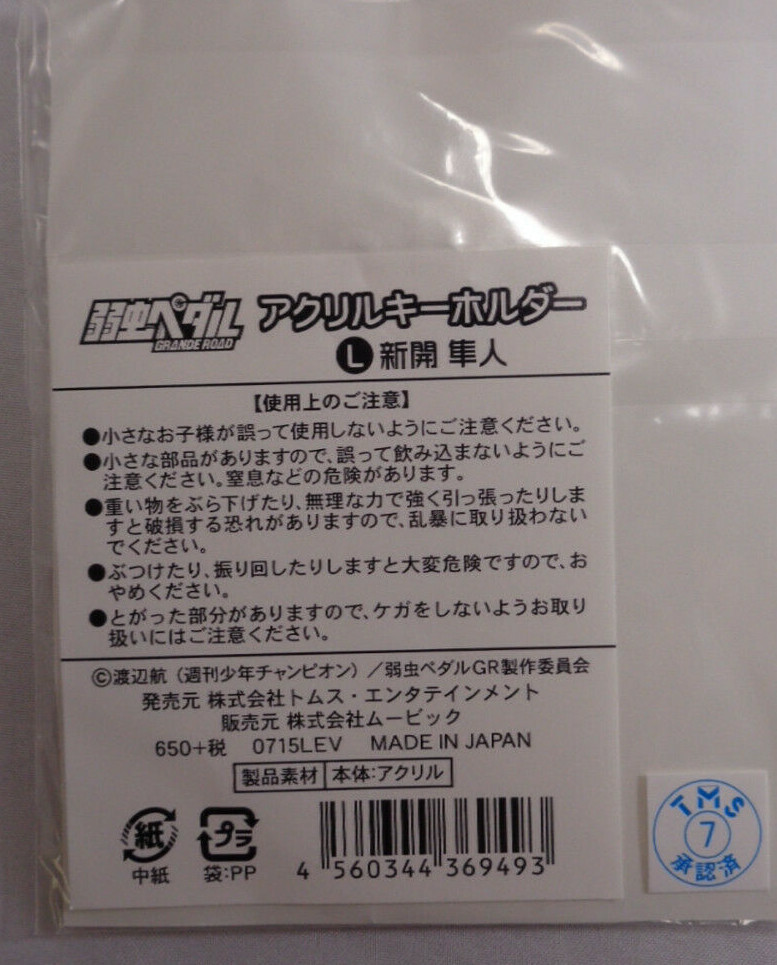 弱虫ペダル アクリルキーホルダー
GRANDE ROAD
L 新開 隼人
【使用上のご注意】
●小さなお子様が誤って使用しないようにご注意ください。
●小さな部品がありますので、誤って飲み込まないようにご
注意ください。窒息などの危険があります。
●重い物をぶら下げたり、無理な力で強く引っ張ったりしま
すと破損する恐れがありますので、乱暴に取り扱わない
でください。
●ぶつけたり、振り回したりしますと大変危険ですので、お
やめください。
●とがった部分がありますので、ケガをしないようお取り
扱いにはご注意ください。
©渡辺航（週刊少年チャンピオン）／弱虫ペダルGR製作委員会
発売元 株式会社トムス・エンタテインメント
販売元 株式会社ムービック
650+税 0715LEV MADE IN JAPAN
製品素材 本体:アクリル
紙 プラ
中紙 袋:PP
4 560344 369493
TMS
7
承認済